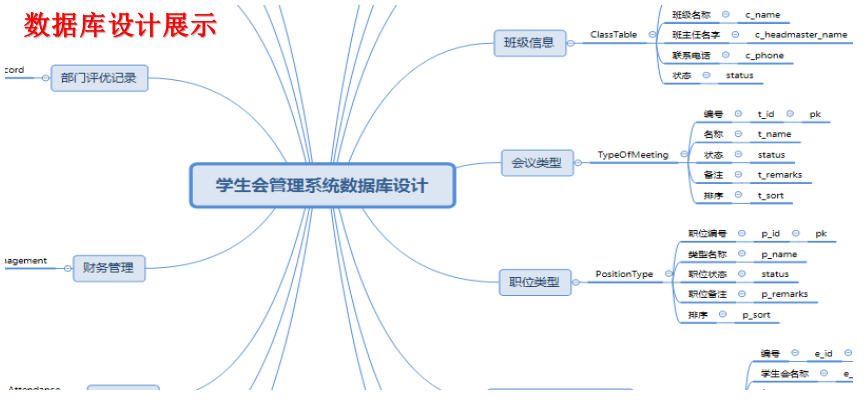 数据库设计展示
班级名称 c_name
班级信息 ClassTable
班主任名字 c_headmaster_name
联系电话 c_phone
状态 status
cord 部门评优记录
编号 t_id pk
名称 t_name
会议类型 TypeOfMeeting
状态 status
备注 t_remarks
排序 t_sort
学生会管理系统数据库设计
职位编号 p_id pk
类型名称 p_name
nagement 财务管理
职位类型 PositionType
职位状态 status
职位备注 p_remarks
排序 p_sort
编号 e_id
学生会名称 e_
Attendance